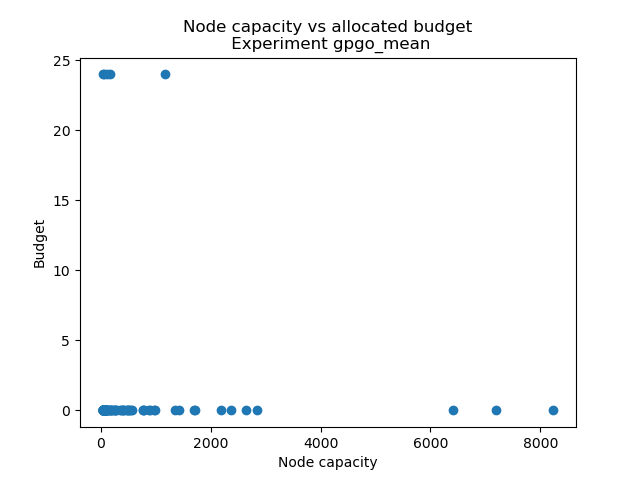 Node capacity vs allocated budget
Experiment gpgo_mean
25
20
15
10
5
0
Budget
0 2000 4000 6000 8000
Node capacity